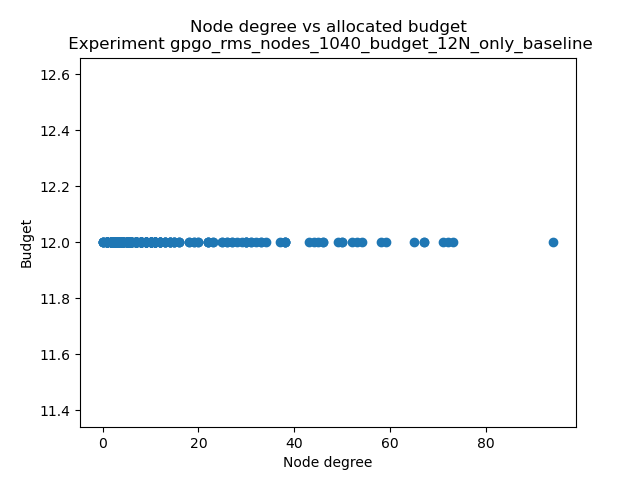 Node degree vs allocated budget
Experiment gpgo_rms_nodes_1040_budget_12N_only_baseline
12.6
12.4
12.2
12.0
11.8
11.6
11.4
Budget
0 20 40 60 80
Node degree